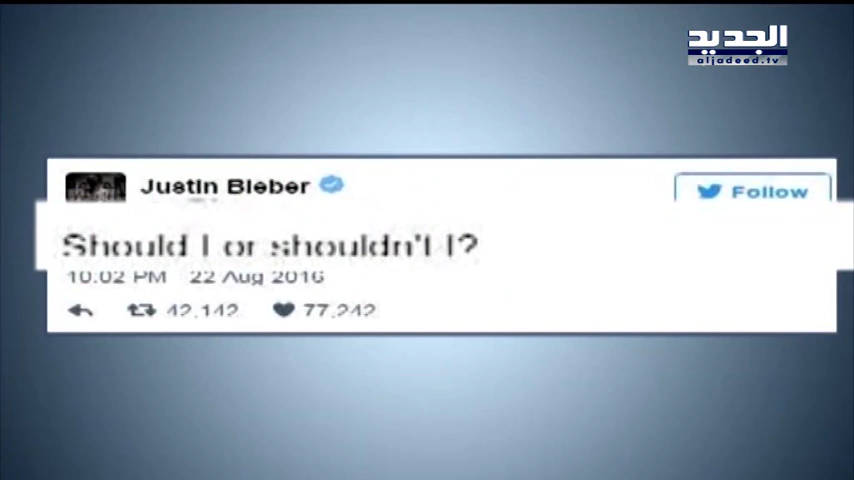 الجديد
aljadeed.tv
Justin Bieber
Follow
Should I or shouldn't I?
10:02 PM 22 Aug 2016
42,142 77,242